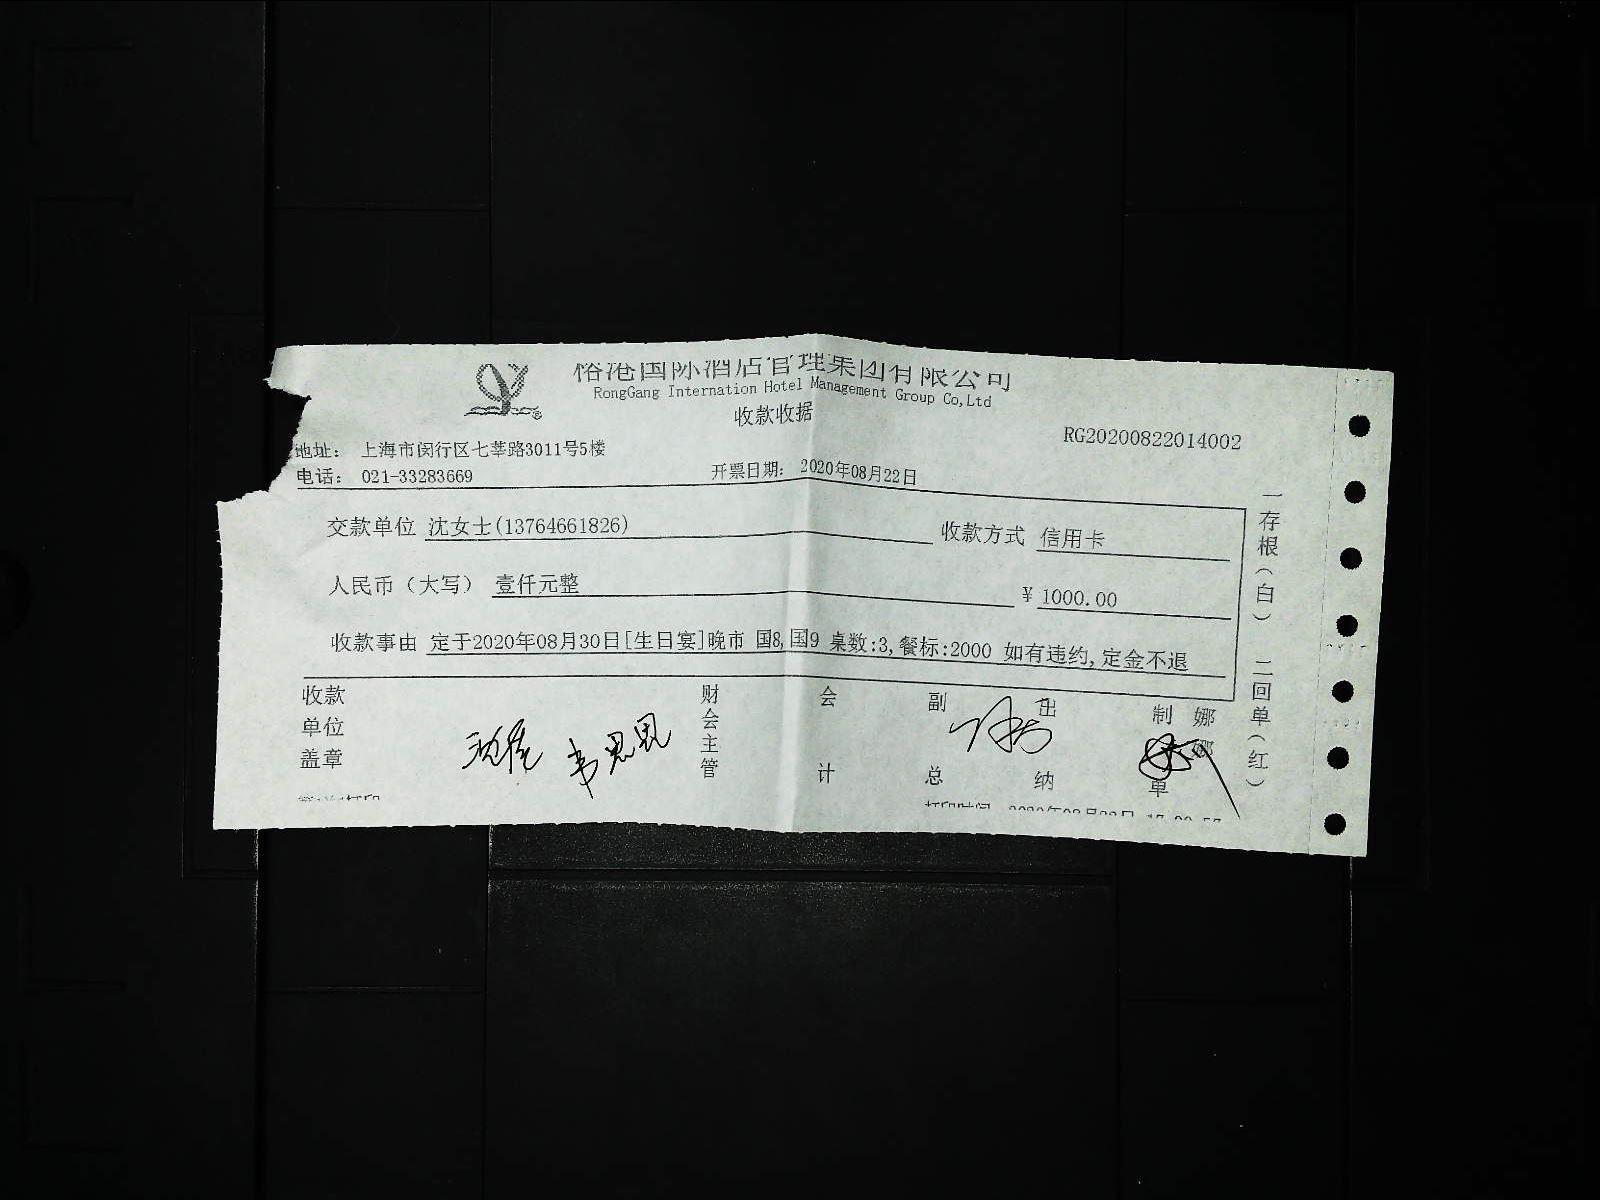 港国际酒店管理集团有限公司
RongGang Internation Hotel Management Group Co,Ltd
收款收据
RG20200822014002
地址： 上海市闵行区七莘路3011号5楼
电话： 021-33283669 开票日期： 2020年08月22日
交款单位 沈女士(13764661826) 收款方式 信用卡
人民币（大写） 壹仟元整 ¥ 1000.00
收款事由 定于2020年08月30日[生日宴]晚市 国8,国9 桌数:3,餐标:2000 如有违约,定金不退
收款单位盖章 财会主管 会计 副总 出纳 制单 娜娜
韦思恩
一存根（白） 二回单（红）